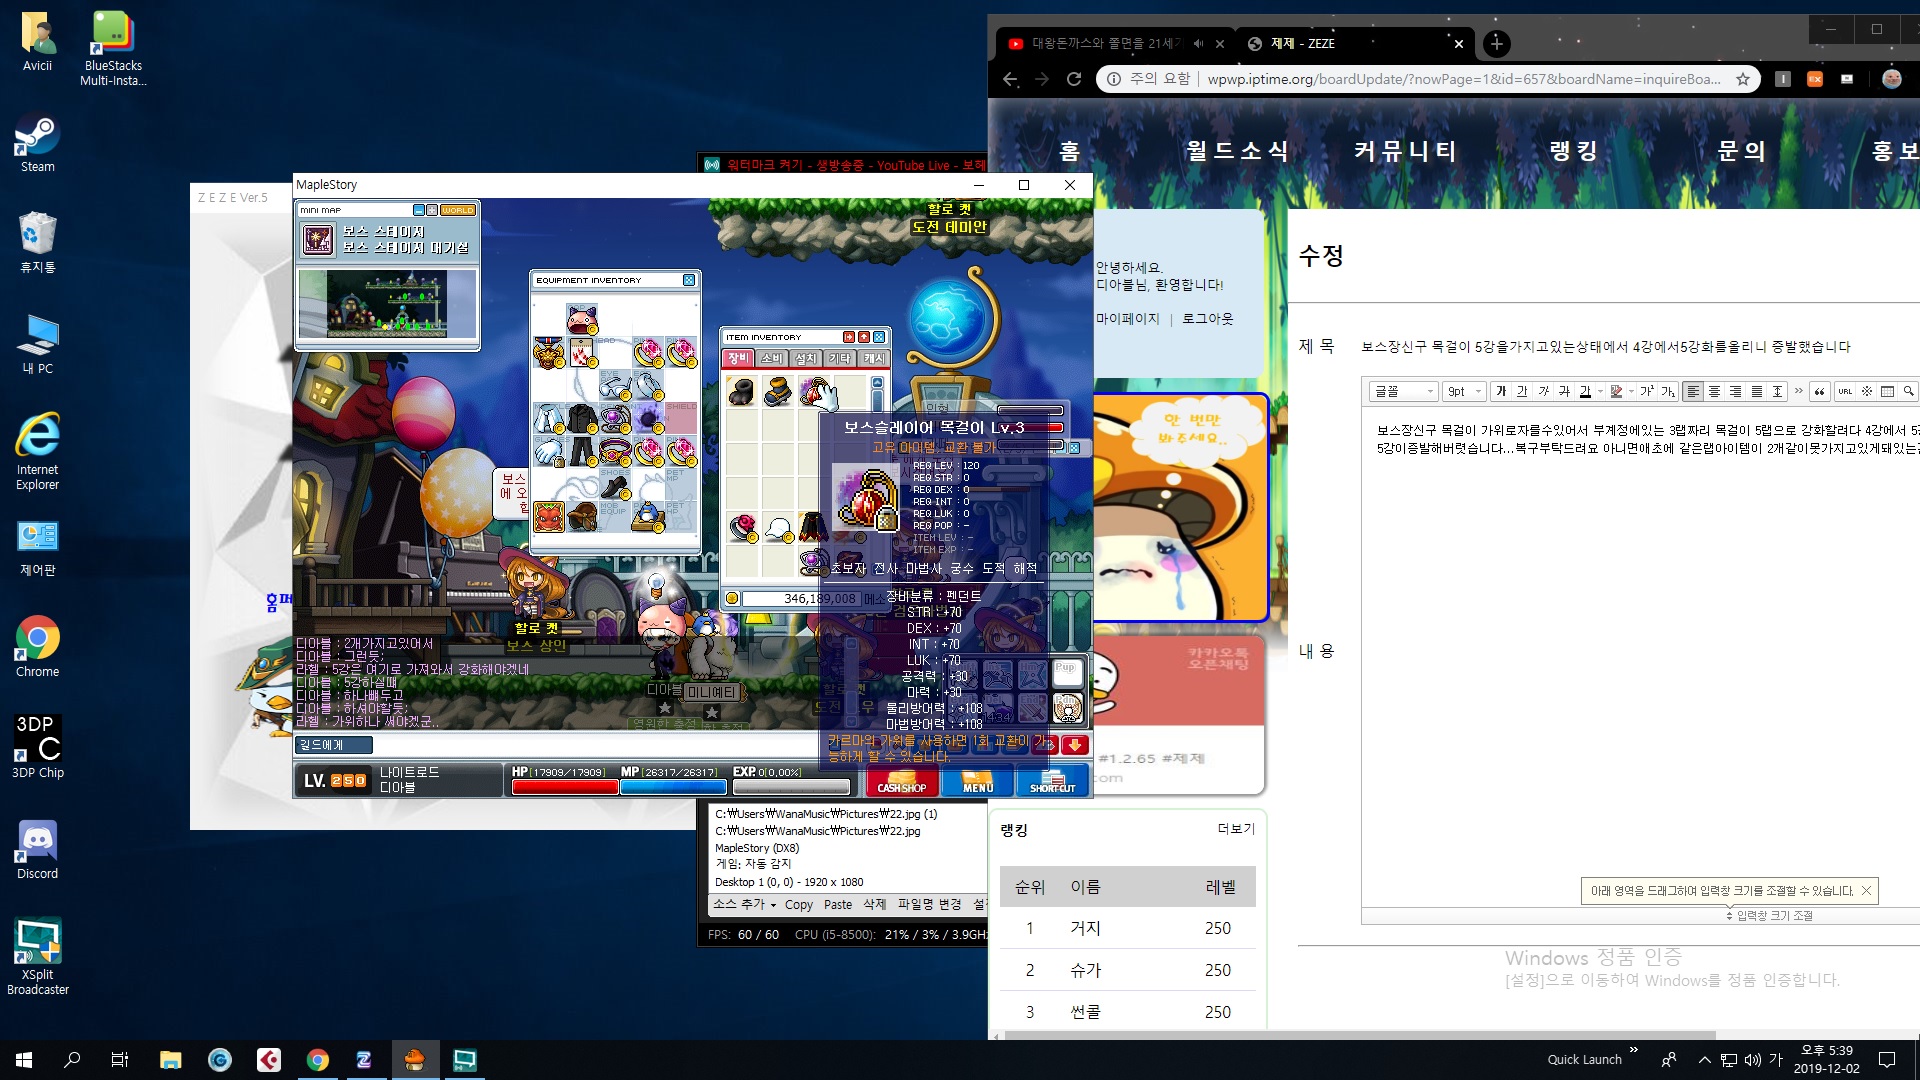 Avicii
BlueStacks
Multi-Insta...
Steam
휴지통
내 PC
Internet
Explorer
제어판
Chrome
3DP Chip
Discord
XSplit
Broadcaster
Z E Z E Ver.5
워터마크 켜기 - 생방송중 - YouTube Live - 보헤
MapleStory
MINI MAP
WORLD
보스 스테이지
보스 스테이지 대기실
할로 캣
도전 데미안
EQUIPMENT INVENTORY
ITEM INVENTORY
장비 소비 설치 기타 캐시
346,189,008 메소
보스슬레이어 목걸이 Lv.3
고유 아이템, 교환 불가
REQ LEV : 120
REQ STR : 0
REQ DEX : 0
REQ INT : 0
REQ LUK : 0
REQ POP : -
ITEM LEV : -
ITEM EXP : -
초보자 전사 마법사 궁수 도적 해적
장비분류 : 펜던트
STR : +70
DEX : +70
INT : +70
LUK : +70
공격력 : +30
마력 : +30
물리방어력 : +108
마법방어력 : +108
카르마의 가위를 사용하면 1회 교환이 가
능하게 할 수 있습니다.
할로 캣
보스 상인
디아블
미니예티
디아블 : 2개가지고있어서
디아블 : 그런듯;
라헬 : 5강은 여기로 가져와서 강화해야겠네
디아블 : 5강하실때
디아블 : 하나빼두고
디아블 : 하셔야할듯;
라헬 : 가위하나 써야겠군..
길드에게
LV. 250
나이트로드
디아블
HP[17909/17909] MP[26317/26317] EXP. 0[0.00%]
CASH SHOP
MENU
SHORT CUT
C:₩Users₩WanaMusic₩Pictures₩22.jpg (1)
C:₩Users₩WanaMusic₩Pictures₩22.jpg
MapleStory (DX8)
게임: 자동 감지
Desktop 1 (0, 0) - 1920 x 1080
소스 추가 Copy Paste 삭제 파일명 변경
FPS: 60 / 60 CPU (i5-8500): 21% / 3% / 3.9GHz
대왕돈까스와 쫄면을 21세기
제제 - ZEZE
주의 요함 | wpwp.iptime.org/boardUpdate/?nowPage=1&id=657&boardName=inquireBoa...
홈 월드소식 커뮤니티 랭킹 문의 홍보
안녕하세요.
디아블님, 환영합니다!
마이페이지 | 로그아웃
한 번만
봐주세요..
카카오톡
오픈채팅
#1.2.65 #제제
com
랭킹 더보기
순위 이름 레벨
1 거지 250
2 슈가 250
3 썬콜 250
수정
제 목
보스장신구 목걸이 5강을가지고있는상태에서 4강에서5강화를올리니 증발했습니다
글꼴 9pt
보스장신구 목걸이 가위로자를수있어서 부계정에있는 3랩짜리 목걸이 5랩으로 강화할려다 4강에서 5
5강이증발해버렷습니다...복구부탁드려요 아니면애초에 같은랩아이템이 2개같이못가지고있게돼있는
내 용
아래 영역을 드래그하여 입력창 크기를 조절할 수 있습니다.
입력창 크기 조절
Windows 정품 인증
[설정]으로 이동하여 Windows를 정품 인증합니다.
Quick Launch
가
오후 5:39
2019-12-02